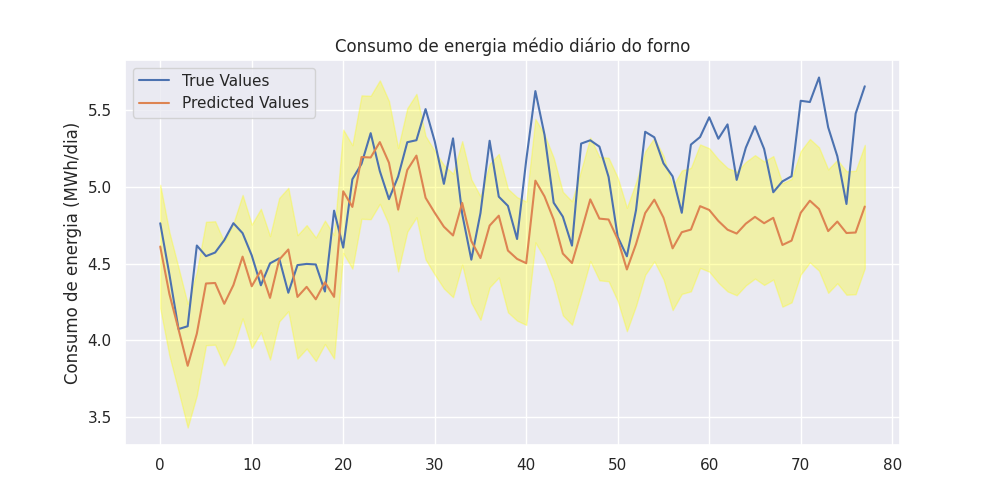 Consumo de energia médio diário do forno
True Values
Predicted Values
Consumo de energia (MWh/dia)
5.5
5.0
4.5
4.0
3.5
0 10 20 30 40 50 60 70 80